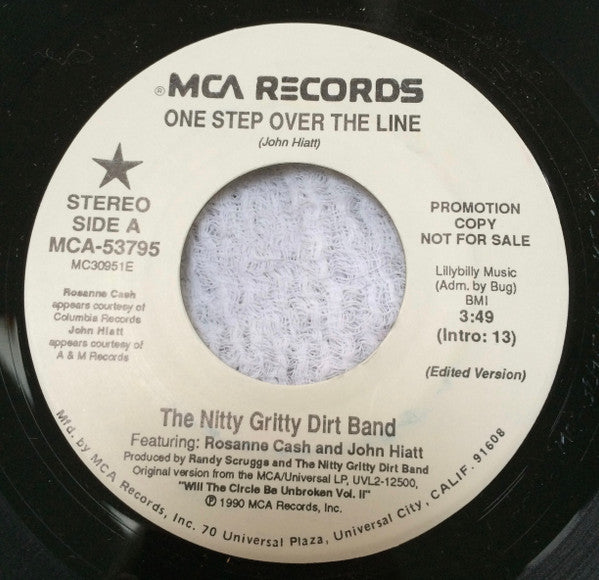 ® MCA RECORDS
ONE STEP OVER THE LINE
(John Hiatt)
STEREO
SIDE A
MCA-53795
MC30951E
Rosanne Cash
appears courtesy of
Columbia Records
John Hiatt
appears courtesy of
A & M Records
PROMOTION
COPY
NOT FOR SALE
Lillybilly Music
(Adm. by Bug)
BMI
3:49
(Intro: 13)
(Edited Version)
The Nitty Gritty Dirt Band
Featuring: Rosanne Cash and John Hiatt
Produced by Randy Scruggs and The Nitty Gritty Dirt Band
Original version from the MCA/Universal LP, UVL2-12500,
"Will The Circle Be Unbroken Vol. II"
℗ 1990 MCA Records, Inc.
Mfd. by MCA Records, Inc. 70 Universal Plaza, Universal City, CALIF. 91608